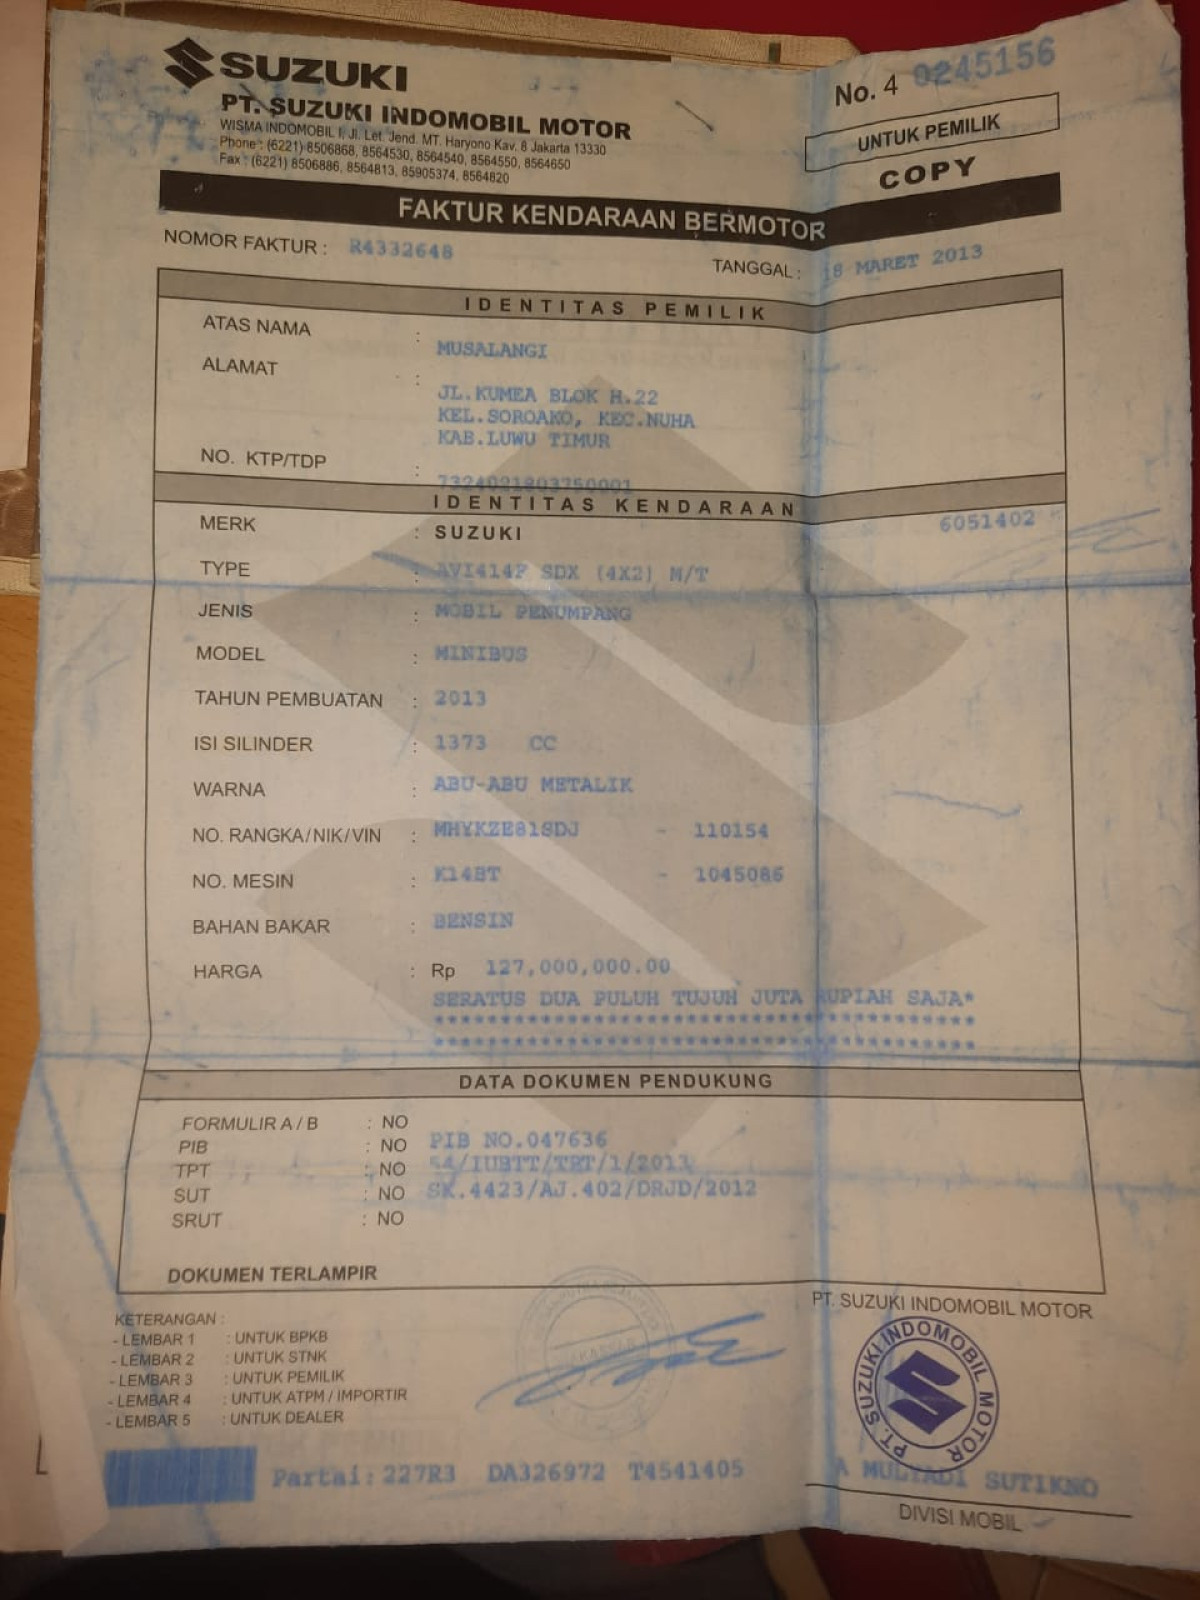 SUZUKI
PT. SUZUKI INDOMOBIL MOTOR
WISMA INDOMOBIL I, Jl. Let. Jend. MT. Haryono Kav. 8 Jakarta 13330
Phone : (6221) 8506868, 8564530, 8564540, 8564550, 8564650
Fax : (6221) 8506886, 8564813, 85905374, 8564820
No. 4 0245156
UNTUK PEMILIK
COPY
FAKTUR KENDARAAN BERMOTOR
NOMOR FAKTUR : R4332648
TANGGAL : 18 MARET 2013
IDENTITAS PEMILIK
ATAS NAMA : MUSALANGI
ALAMAT : JL.KUMEA BLOK H.22
KEL.SOROAKO, KEC.NUHA
KAB.LUWU TIMUR
NO. KTP/TDP : 7324021803750001
IDENTITAS KENDARAAN
MERK : SUZUKI 6051402
TYPE : AVI414F SDX (4X2) M/T
JENIS : MOBIL PENUMPANG
MODEL : MINIBUS
TAHUN PEMBUATAN : 2013
ISI SILINDER : 1373 CC
WARNA : ABU-ABU METALIK
NO. RANGKA/NIK/VIN : MHYKZE81SDJ - 110154
NO. MESIN : K14BT - 1045086
BAHAN BAKAR : BENSIN
HARGA : Rp 127,000,000.00
SERATUS DUA PULUH TUJUH JUTA RUPIAH SAJA*
****************************************
****************************************
DATA DOKUMEN PENDUKUNG
FORMULIR A / B : NO
PIB : NO PIB NO.047636
TPT : NO 54/IUBTT/TPT/1/2011
SUT : NO SK.4423/AJ.402/DRJD/2012
SRUT : NO
DOKUMEN TERLAMPIR
KETERANGAN :
- LEMBAR 1 : UNTUK BPKB
- LEMBAR 2 : UNTUK STNK
- LEMBAR 3 : UNTUK PEMILIK
- LEMBAR 4 : UNTUK ATPM / IMPORTIR
- LEMBAR 5 : UNTUK DEALER
PT. SUZUKI INDOMOBIL MOTOR
PT. SUZUKI INDOMOBIL MOTOR
Partai: 227R3 DA326972 T4541405
A MULYADI SUTIKNO
DIVISI MOBIL